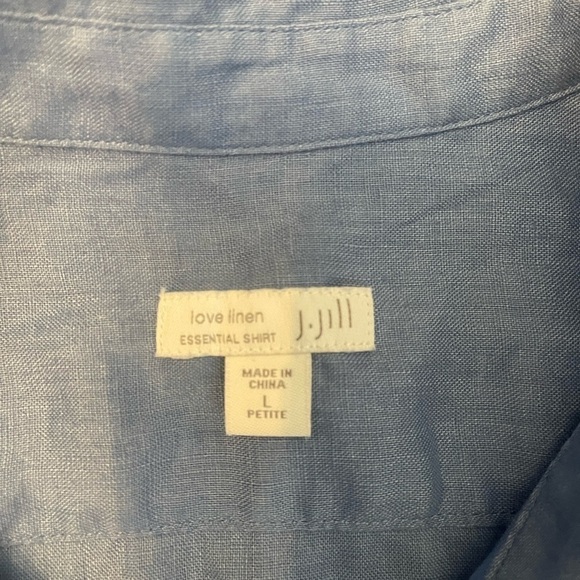 love linen
ESSENTIAL SHIRT
J.Jill
MADE IN
CHINA
L
PETITE